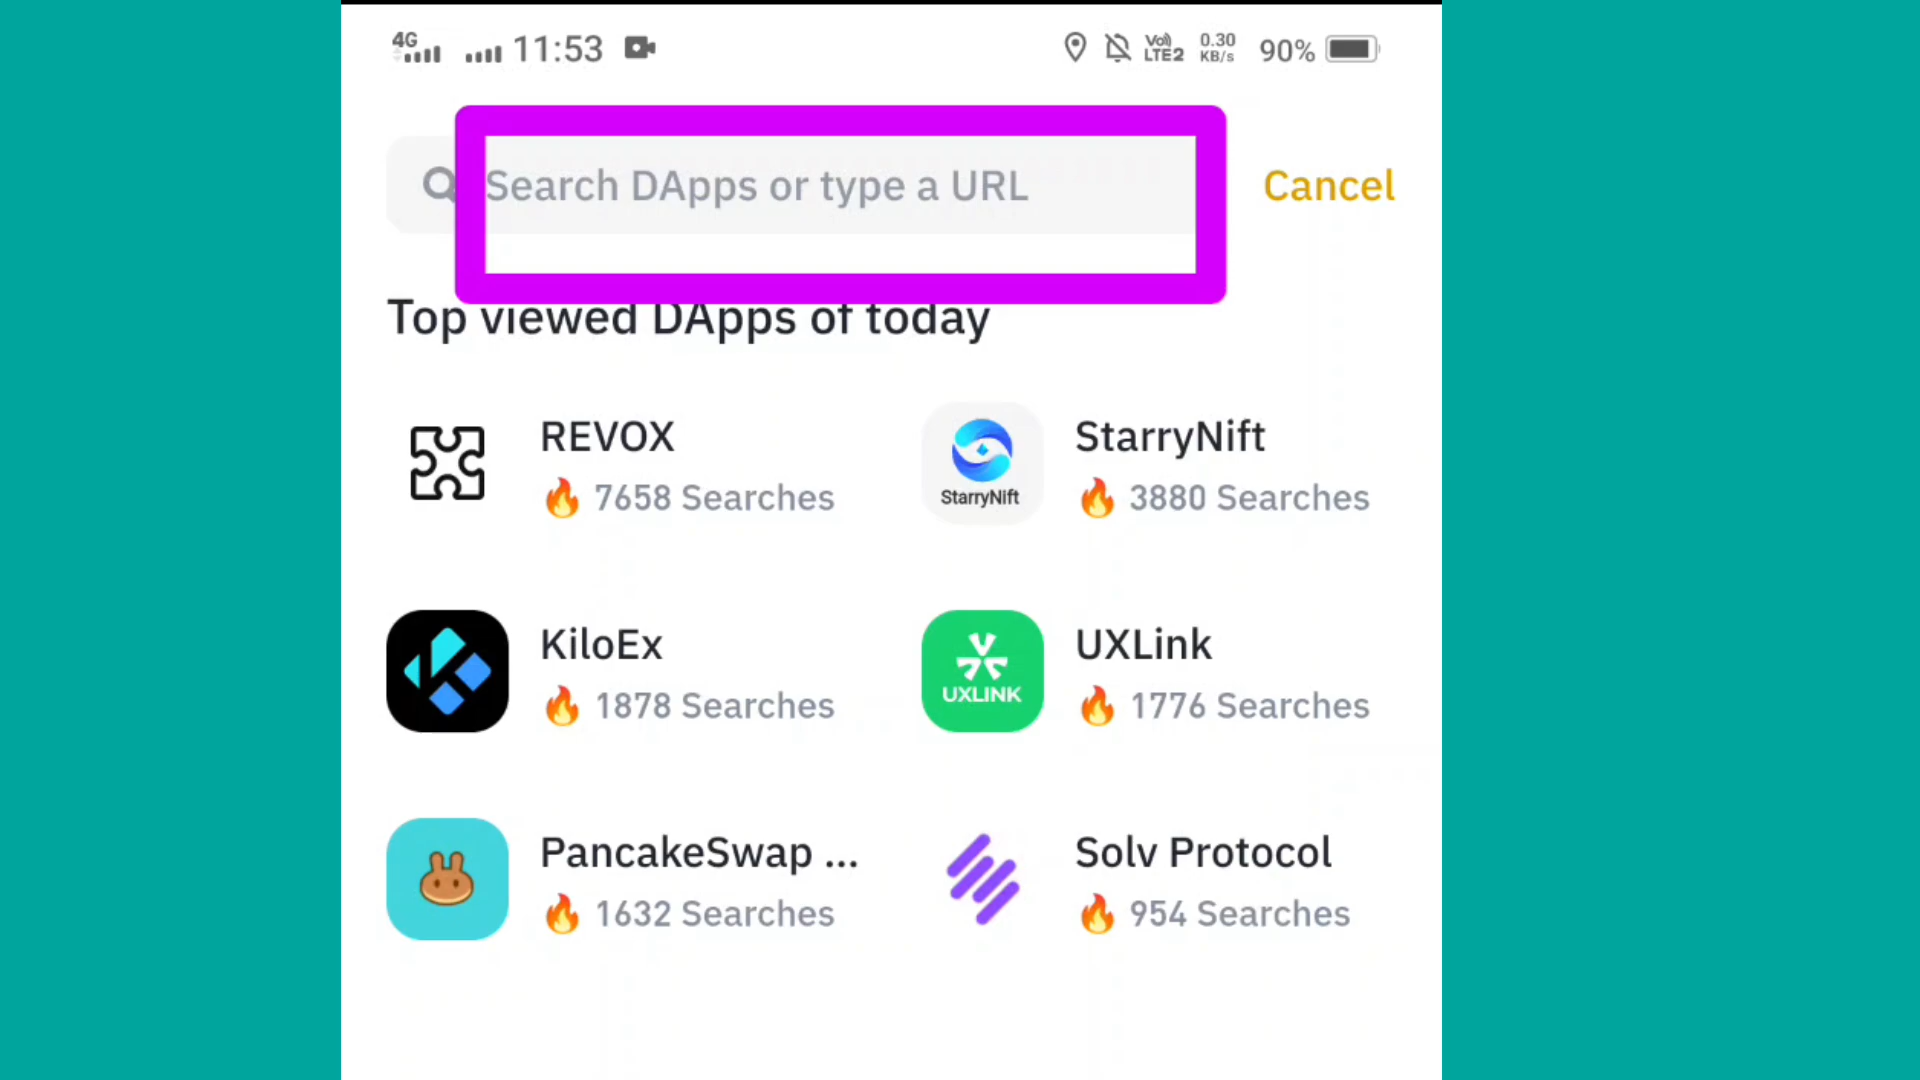 4G 11:53 Vo)) LTE2 0.30 KB/s 90%
Search DApps or type a URL Cancel
Top viewed DApps of today
REVOX
7658 Searches
StarryNift
StarryNift
3880 Searches
KiloEx
1878 Searches
UXLINK
UXLink
1776 Searches
PancakeSwap ...
1632 Searches
Solv Protocol
954 Searches